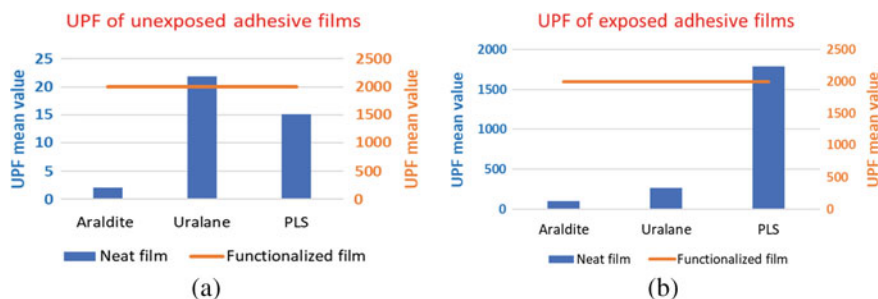 UPF of unexposed adhesive films
UPF mean value
25
20
15
10
5
0
2500
2000
1500
1000
500
0
UPF mean value
Araldite Uralane PLS
Neat film Functionalized film
(a)
UPF of exposed adhesive films
UPF mean value
2000
1500
1000
500
0
2500
2000
1500
1000
500
0
UPF mean value
Araldite Uralane PLS
Neat film Functionalized film
(b)